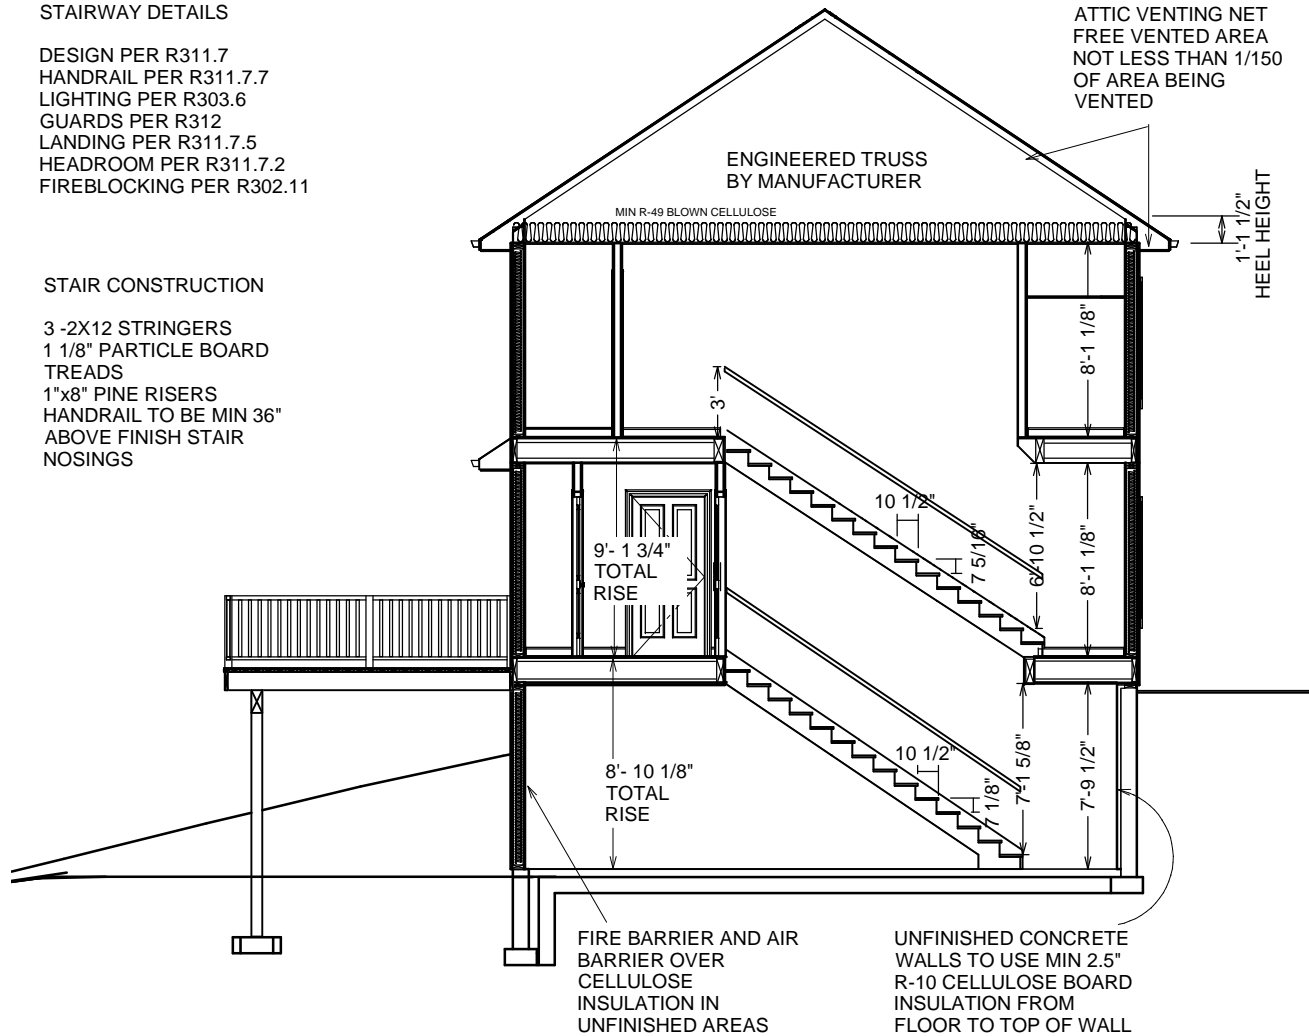 STAIRWAY DETAILS
DESIGN PER R311.7
HANDRAIL PER R311.7.7
LIGHTING PER R303.6
GUARDS PER R312
LANDING PER R311.7.5
HEADROOM PER R311.7.2
FIREBLOCKING PER R302.11
ATTIC VENTING NET
FREE VENTED AREA
NOT LESS THAN 1/150
OF AREA BEING
VENTED
ENGINEERED TRUSS
BY MANUFACTURER
MIN R-49 BLOWN CELLULOSE
1'-1 1/2"
HEEL HEIGHT
STAIR CONSTRUCTION
3 -2X12 STRINGERS
1 1/8" PARTICLE BOARD
TREADS
1"x8" PINE RISERS
HANDRAIL TO BE MIN 36"
ABOVE FINISH STAIR
NOSINGS
8'-1 1/8"
3'
10 1/2"
7 5/16"
6'-10 1/2"
8'-1 1/8"
9'- 1 3/4"
TOTAL
RISE
10 1/2"
7 1/8"
7'-1 5/8"
7'-9 1/2"
8'- 10 1/8"
TOTAL
RISE
FIRE BARRIER AND AIR
BARRIER OVER
CELLULOSE
INSULATION IN
UNFINISHED AREAS
UNFINISHED CONCRETE
WALLS TO USE MIN 2.5"
R-10 CELLULOSE BOARD
INSULATION FROM
FLOOR TO TOP OF WALL